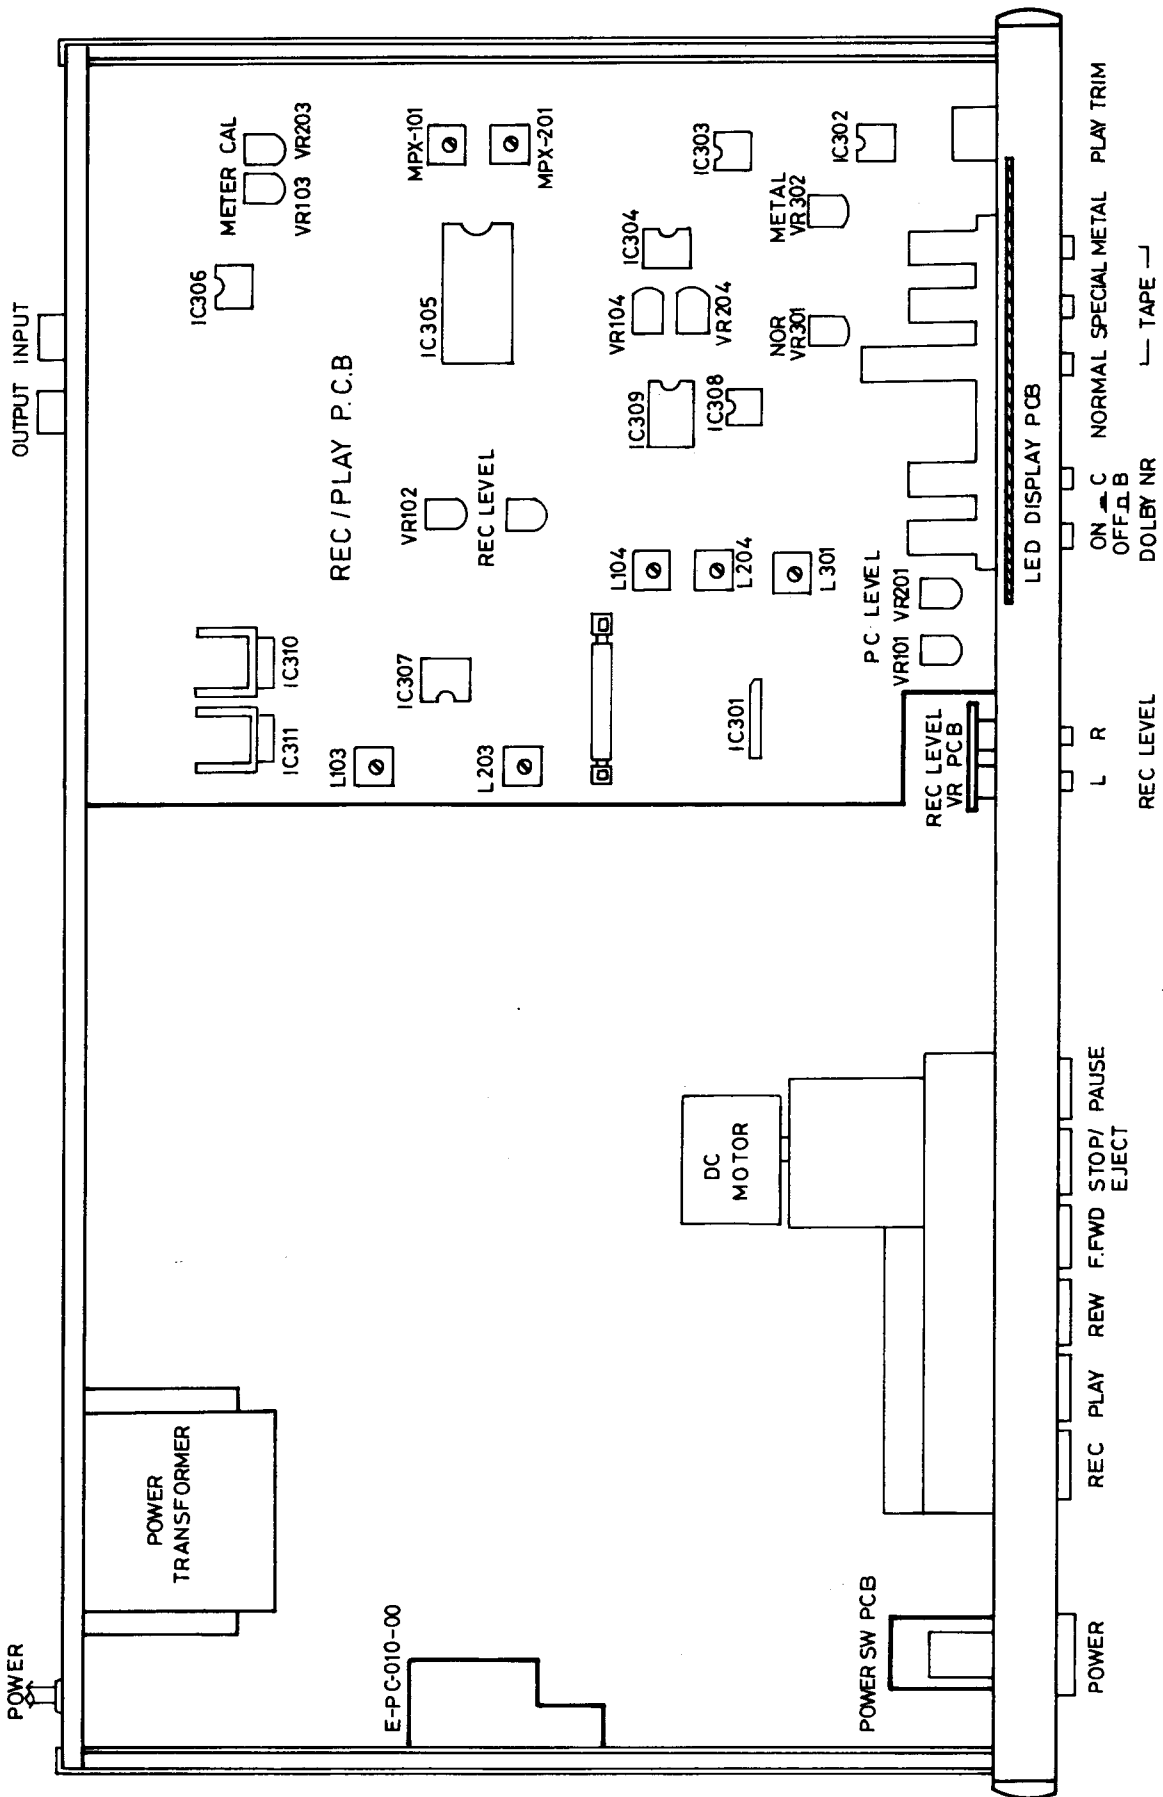 POWER
OUTPUT INPUT
POWER
TRANSFORMER
E-PC-010-00
POWER SW PCB
DC
MOTOR
IC311
IC310
L103
L203
IC307
IC301
REC / PLAY P.C.B
VR102
REC LEVEL
IC306
METER CAL
VR103 VR203
IC305
MPX-101
MPX-201
L104
L204
L301
IC309
IC308
VR104
VR204
IC304
IC303
IC302
NOR
VR301
METAL
VR302
PC LEVEL
VR101 VR201
REC LEVEL
VR PCB
LED DISPLAY PCB
POWER
REC PLAY REW F.FWD STOP/ PAUSE
EJECT
L R
REC LEVEL
ON C
OFF B
DOLBY NR
NORMAL SPECIAL METAL PLAY TRIM
TAPE